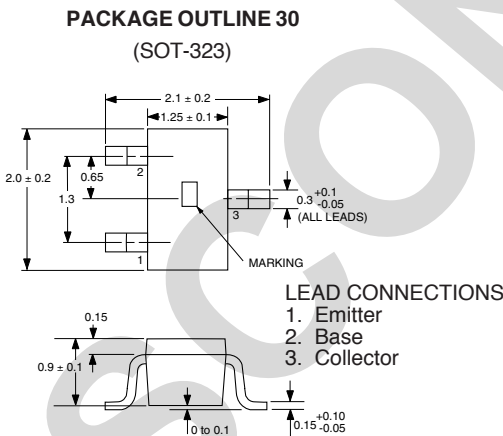 PACKAGE OUTLINE 30
(SOT-323)
2.1 ± 0.2
1.25 ± 0.1
2.0 ± 0.2
1.3
0.65
2
1
3
0.3 +0.1 -0.05
(ALL LEADS)
MARKING
LEAD CONNECTIONS
1. Emitter
2. Base
3. Collector
0.15
0.9 ± 0.1
0 to 0.1
0.15 +0.10 -0.05